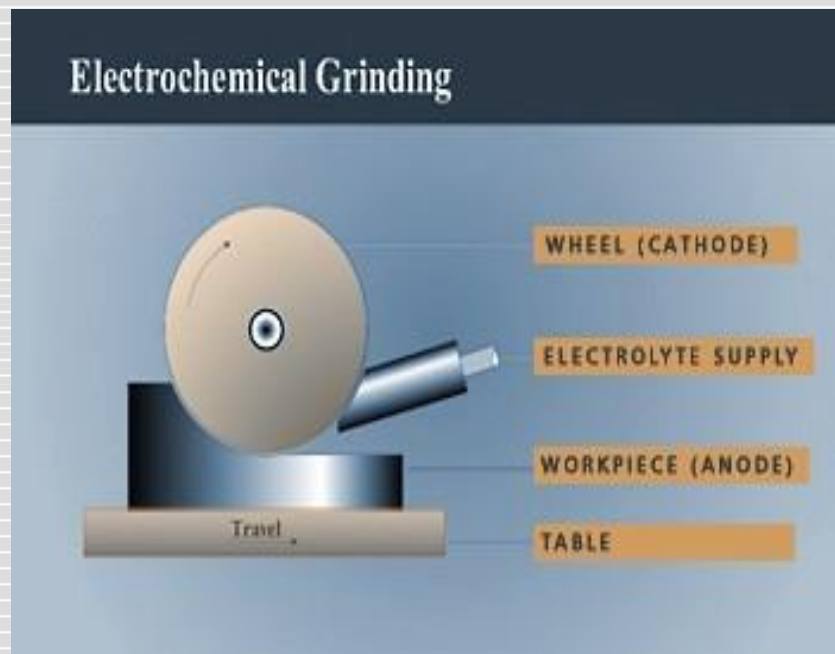 Electrochemical Grinding
WHEEL (CATHODE)
ELECTROLYTE SUPPLY
WORKPIECE (ANODE)
Travel
TABLE